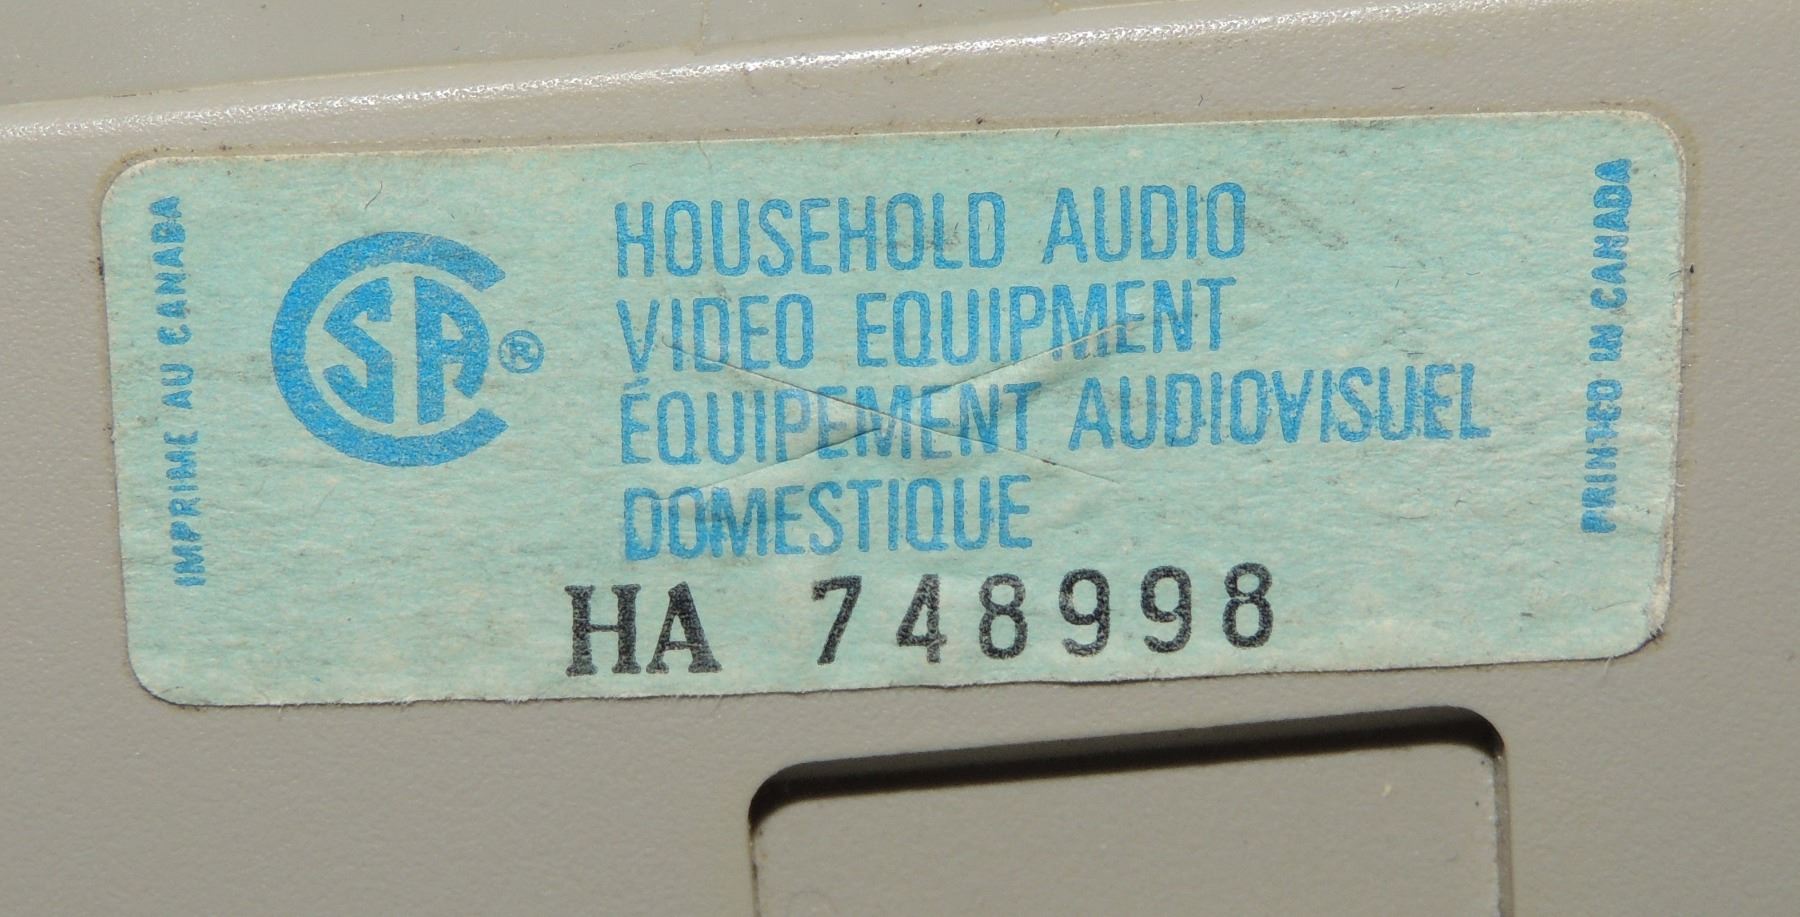 IMPRIME AU CANADA
CSA®
HOUSEHOLD AUDIO
VIDEO EQUIPMENT
ÉQUIPEMENT AUDIOVISUEL
DOMESTIQUE
HA 748998
PRINTED IN CANADA